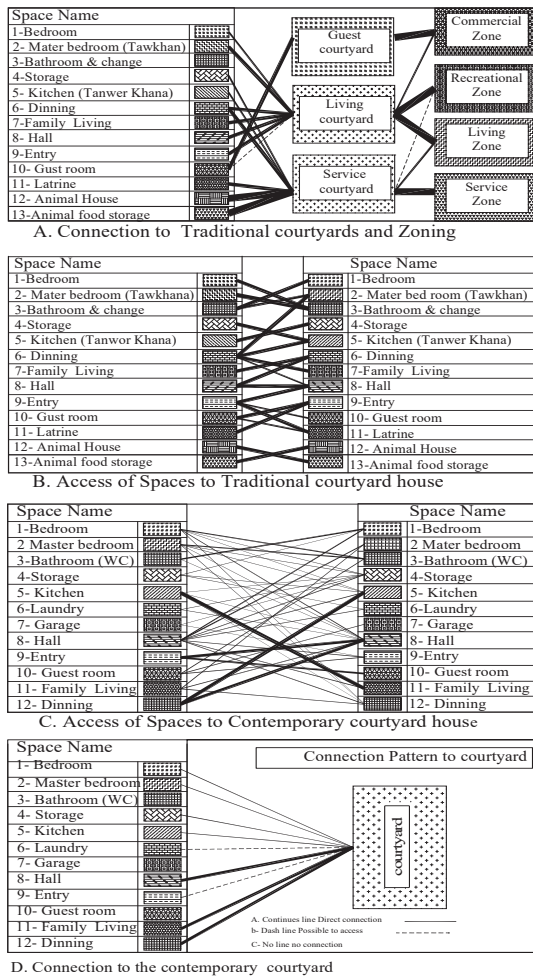 Space Name
1-Bedroom
2- Mater bedroom (Tawkhan)
3-Bathroom & change
4-Storage
5- Kitchen (Tanwer Khana)
6- Dinning
7-Family Living
8- Hall
9-Entry
10- Gust room
11- Latrine
12- Animal House
13-Animal food storage
Guest
courtyard
Living
courtyard
Service
courtyard
Commercial
Zone
Recreational
Zone
Living
Zone
Service
Zone
A. Connection to Traditional courtyards and Zoning
Space Name
1-Bedroom
2- Mater bedroom (Tawkhana)
3-Bathroom & change
4-Storage
5- Kitchen (Tanwor Khana)
6- Dinning
7-Family Living
8- Hall
9-Entry
10- Gust room
11- Latrine
12- Animal House
13-Animal food storage
Space Name
1-Bedroom
2- Mater bed room (Tawkhan)
3-Bathroom & change
4-Storage
5- Kitchen (Tanwor Khana)
6- Dinning
7-Family Living
8- Hall
9-Entry
10- Guest room
11- Latrine
12- Animal House
13-Animal food storage
B. Access of Spaces to Traditional courtyard house
Space Name
1-Bedroom
2 Master bedroom
3-Bathroom (WC)
4-Storage
5- Kitchen
6-Laundry
7- Garage
8- Hall
9-Entry
10- Guest room
11- Family Living
12- Dinning
Space Name
1-Bedroom
2 Mater bedroom
3-Bathroom (WC)
4-Storage
5- Kitchen
6-Laundry
7- Garage
8- Hall
9-Entry
10- Guest room
11- Family Living
12- Dinning
C. Access of Spaces to Contemporary courtyard house
Space Name
1- Bedroom
2- Master bedroom
3- Bathroom (WC)
4- Storage
5- Kitchen
6- Laundry
7- Garage
8- Hall
9- Entry
10- Guest room
11- Family Living
12- Dinning
Connection Pattern to courtyard
courtyard
A. Continues line Direct connection
b- Dash line Possible to access
C- No line no connection
D. Connection to the contemporary courtyard